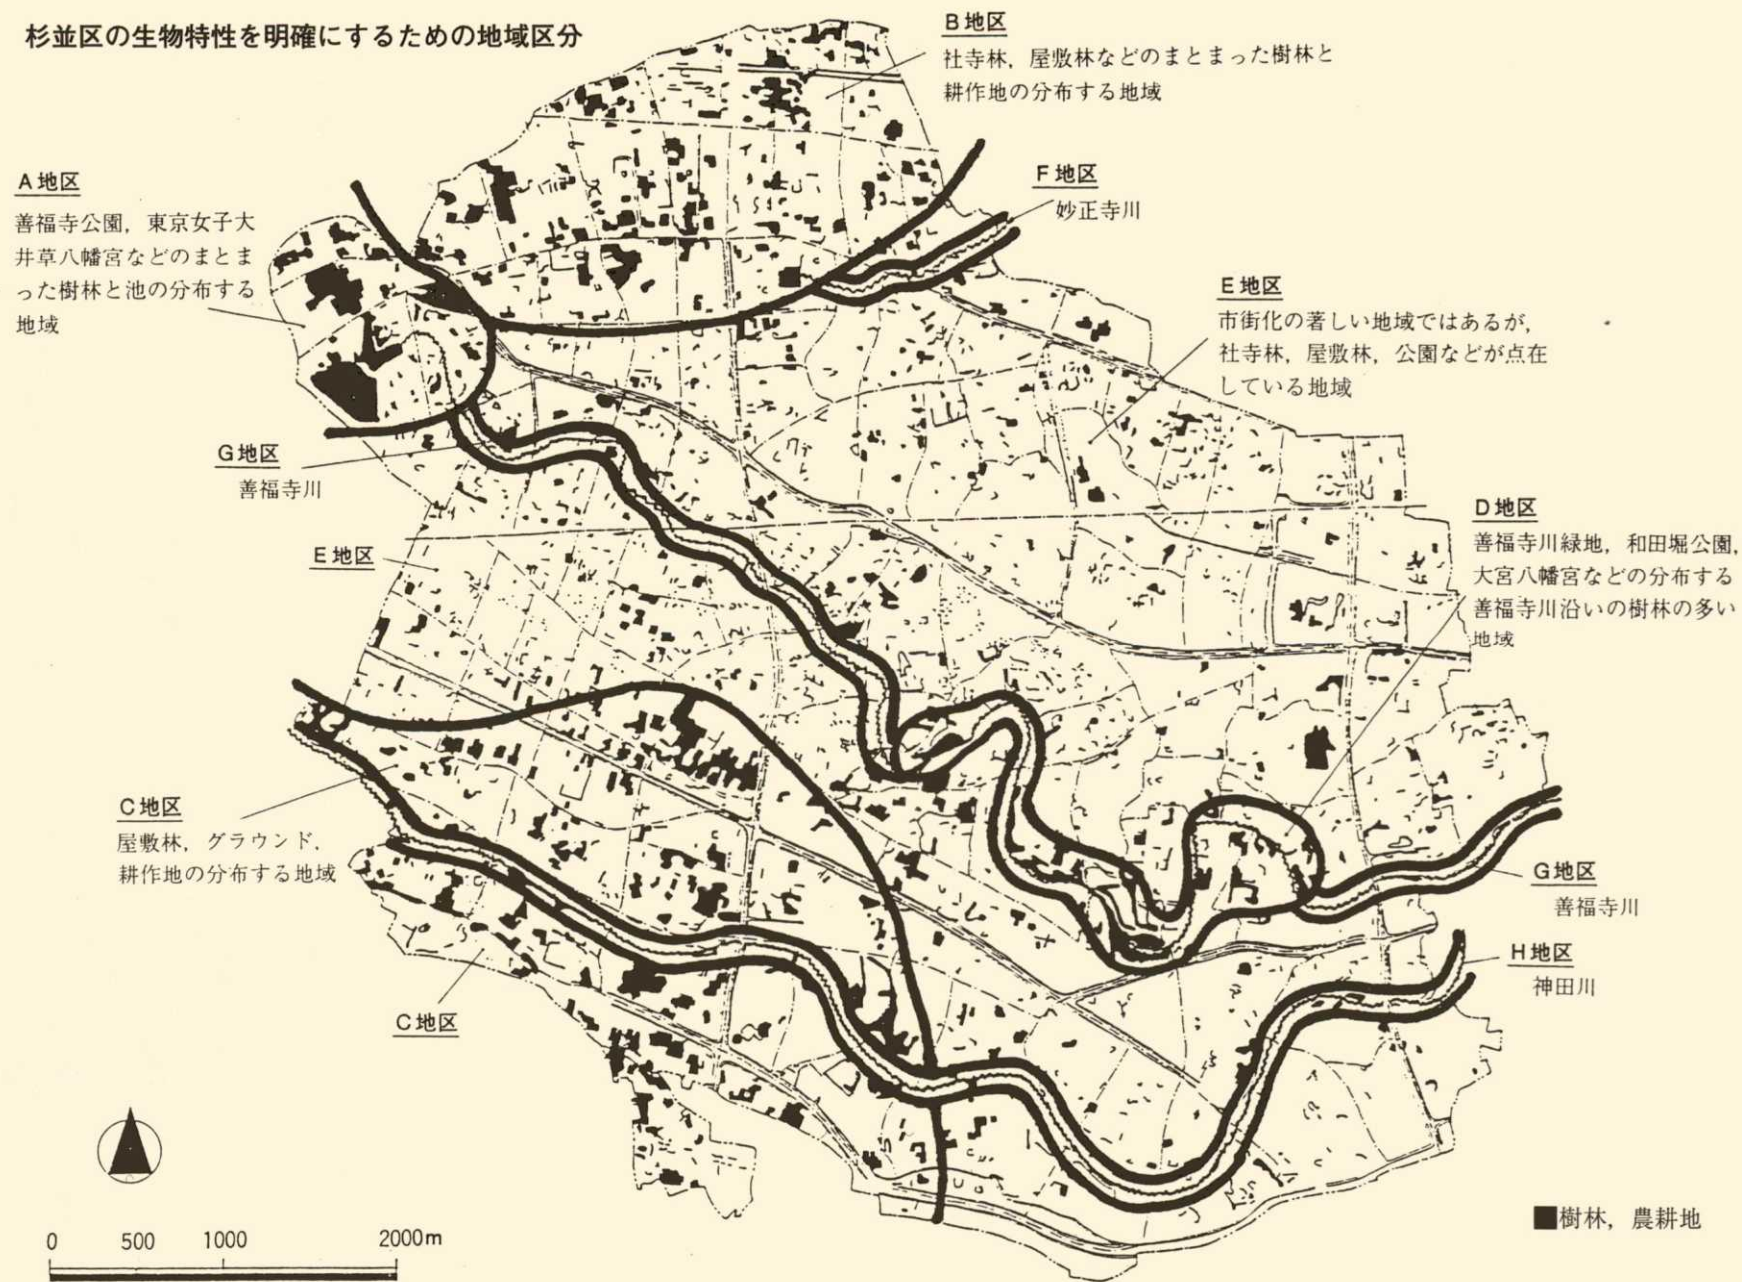 杉並区の生物特性を明確にするための地域区分
B地区
社寺林，屋敷林などのまとまった樹林と
耕作地の分布する地域
A地区
善福寺公園，東京女子大
井草八幡宮などのまとま
った樹林と池の分布する
地域
F地区
妙正寺川
E地区
市街化の著しい地域ではあるが，
社寺林，屋敷林，公園などが点在
している地域
G地区
善福寺川
D地区
善福寺川緑地，和田堀公園，
大宮八幡宮などの分布する
善福寺川沿いの樹林の多い
地域
E地区
C地区
屋敷林，グラウンド，
耕作地の分布する地域
G地区
善福寺川
H地区
神田川
C地区
■樹林，農耕地
0 500 1000 2000m